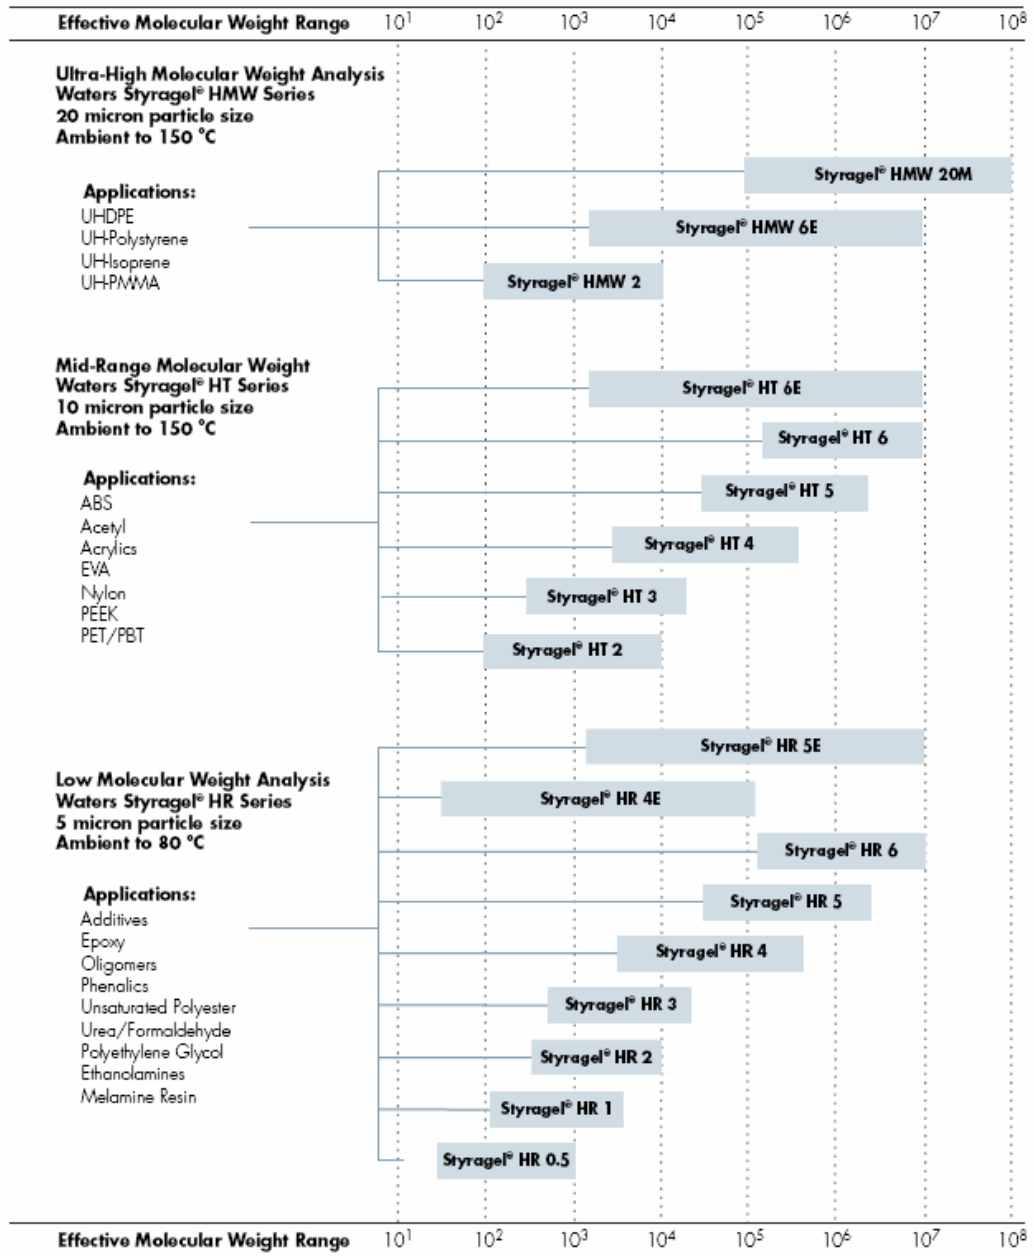 Effective Molecular Weight Range 10¹ 10² 10³ 10⁴ 10⁵ 10⁶ 10⁷ 10⁸
Ultra-High Molecular Weight Analysis
Waters Styragel® HMW Series
20 micron particle size
Ambient to 150 °C
Applications:
UHDPE
UH-Polystyrene
UH-Isoprene
UH-PMMA
Styragel® HMW 20M
Styragel® HMW 6E
Styragel® HMW 2
Mid-Range Molecular Weight
Waters Styragel® HT Series
10 micron particle size
Ambient to 150 °C
Applications:
ABS
Acetyl
Acrylics
EVA
Nylon
PEEK
PET/PBT
Styragel® HT 6E
Styragel® HT 6
Styragel® HT 5
Styragel® HT 4
Styragel® HT 3
Styragel® HT 2
Low Molecular Weight Analysis
Waters Styragel® HR Series
5 micron particle size
Ambient to 80 °C
Applications:
Additives
Epoxy
Oligomers
Phenalics
Unsaturated Polyester
Urea/Formaldehyde
Polyethylene Glycol
Ethanolamines
Melamine Resin
Styragel® HR 5E
Styragel® HR 4E
Styragel® HR 6
Styragel® HR 5
Styragel® HR 4
Styragel® HR 3
Styragel® HR 2
Styragel® HR 1
Styragel® HR 0.5
Effective Molecular Weight Range 10¹ 10² 10³ 10⁴ 10⁵ 10⁶ 10⁷ 10⁸